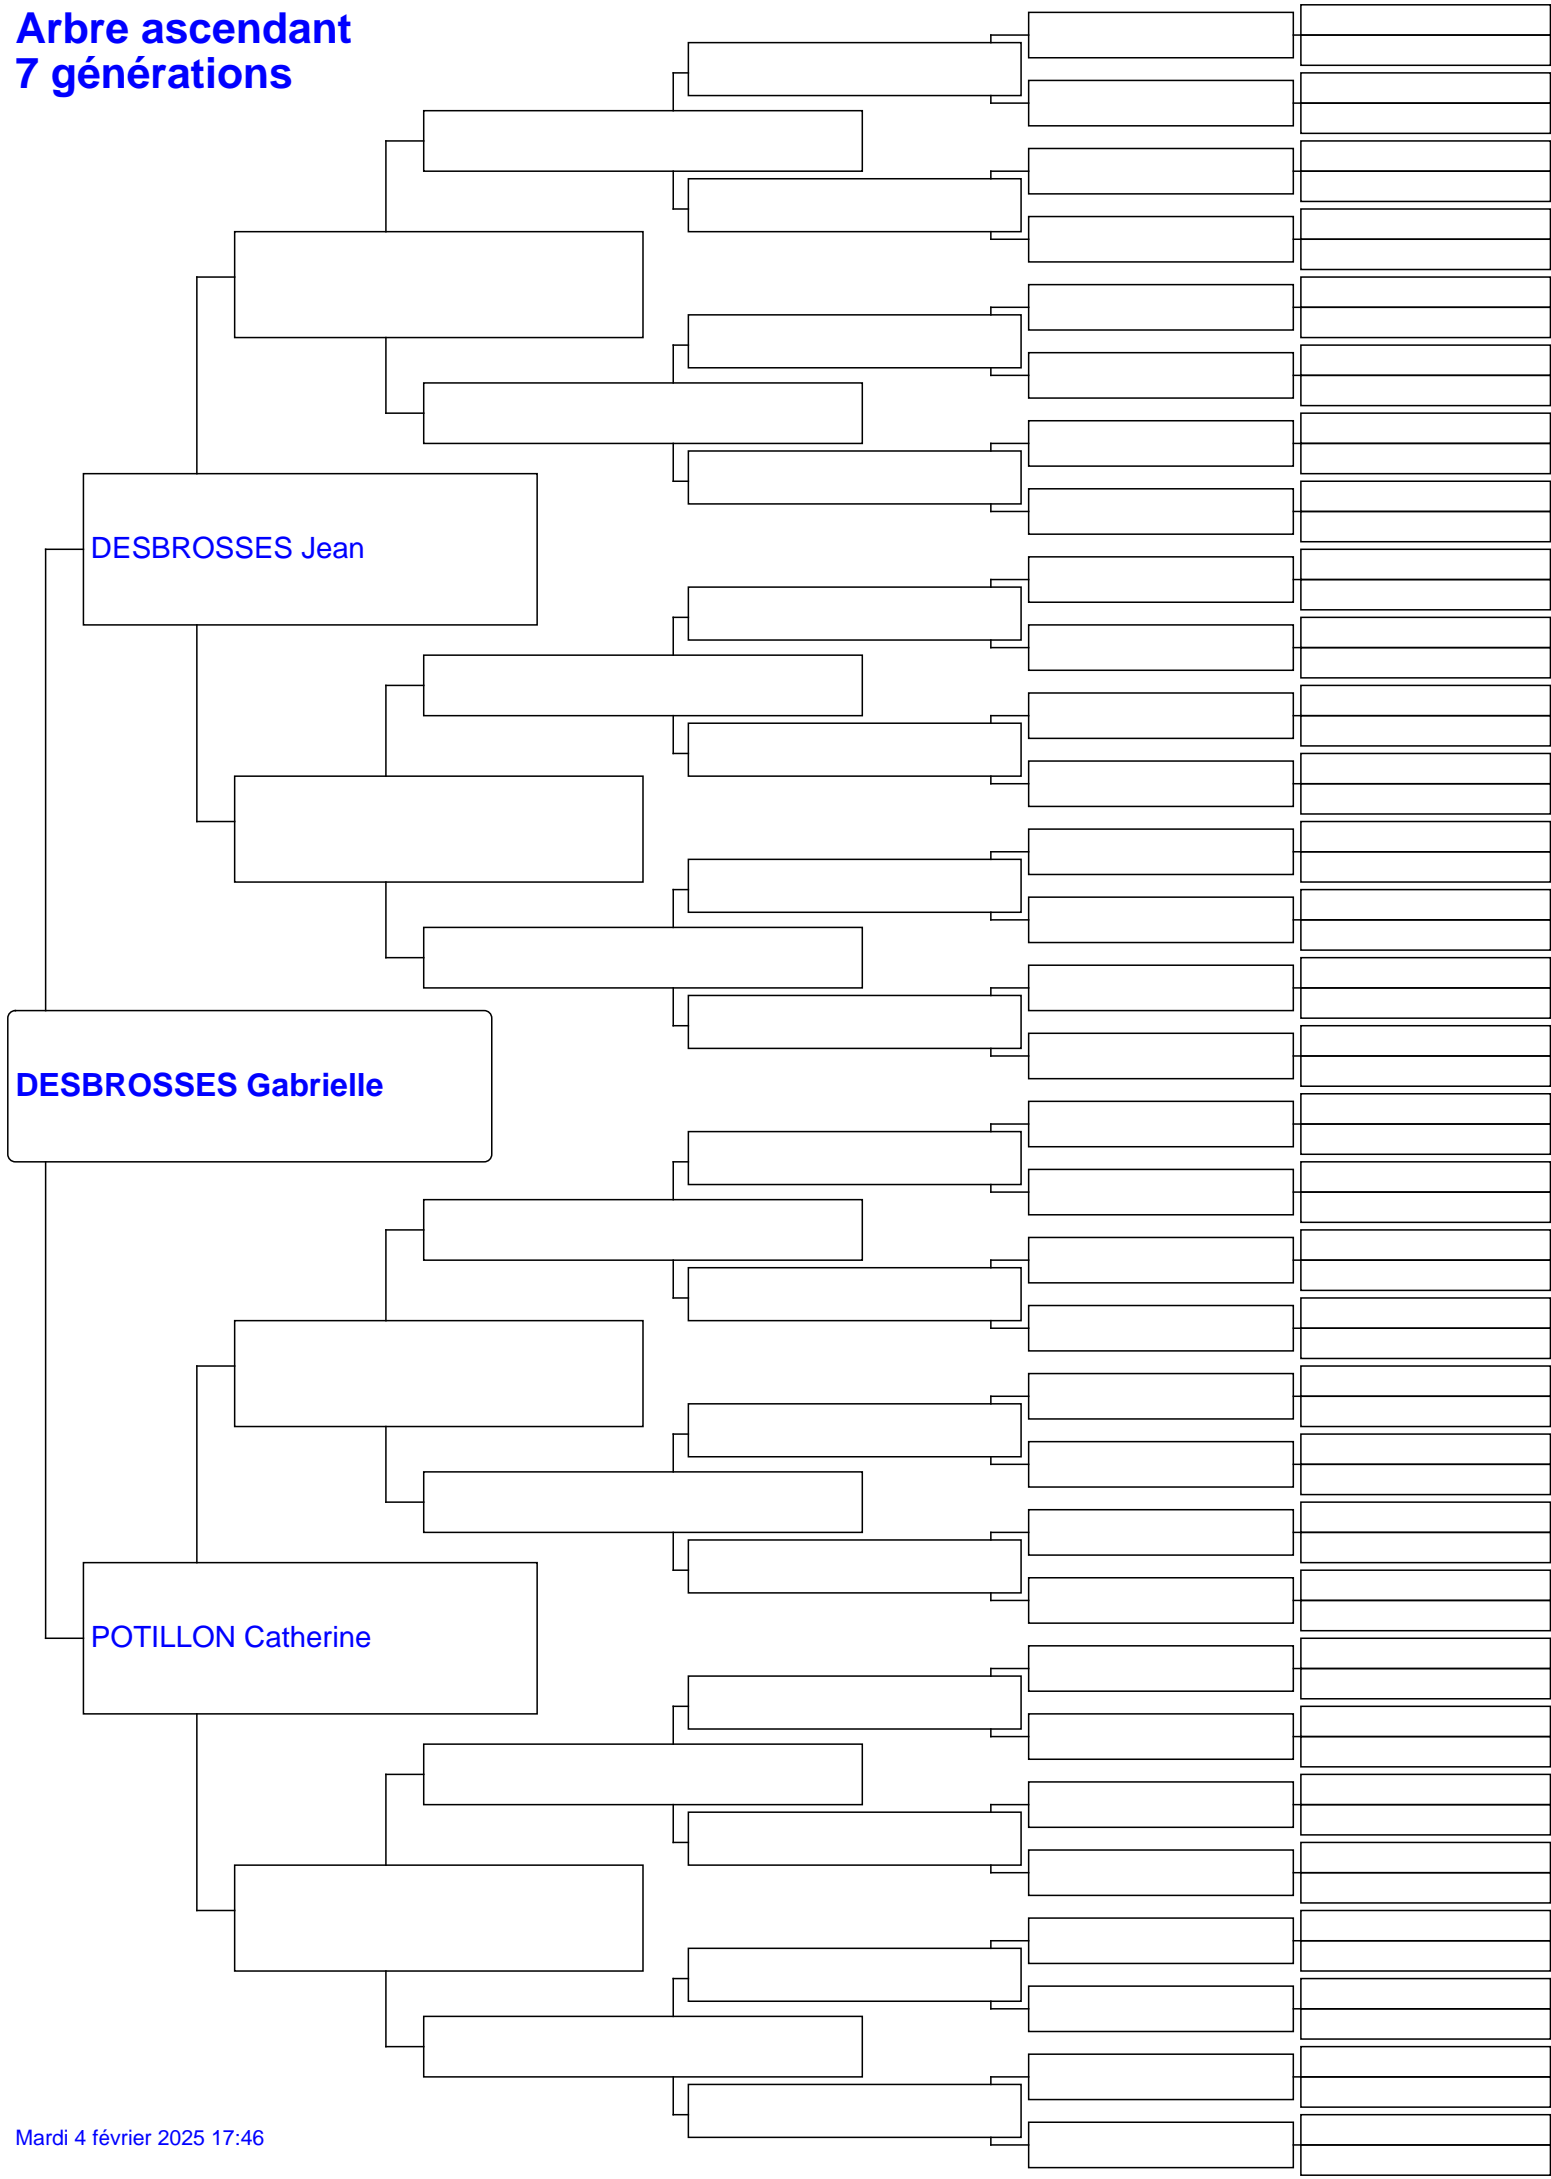 Arbre ascendant
7 générations
DESBROSSES Jean
DESBROSSES Gabrielle
POTILLON Catherine
Mardi 4 février 2025 17:46